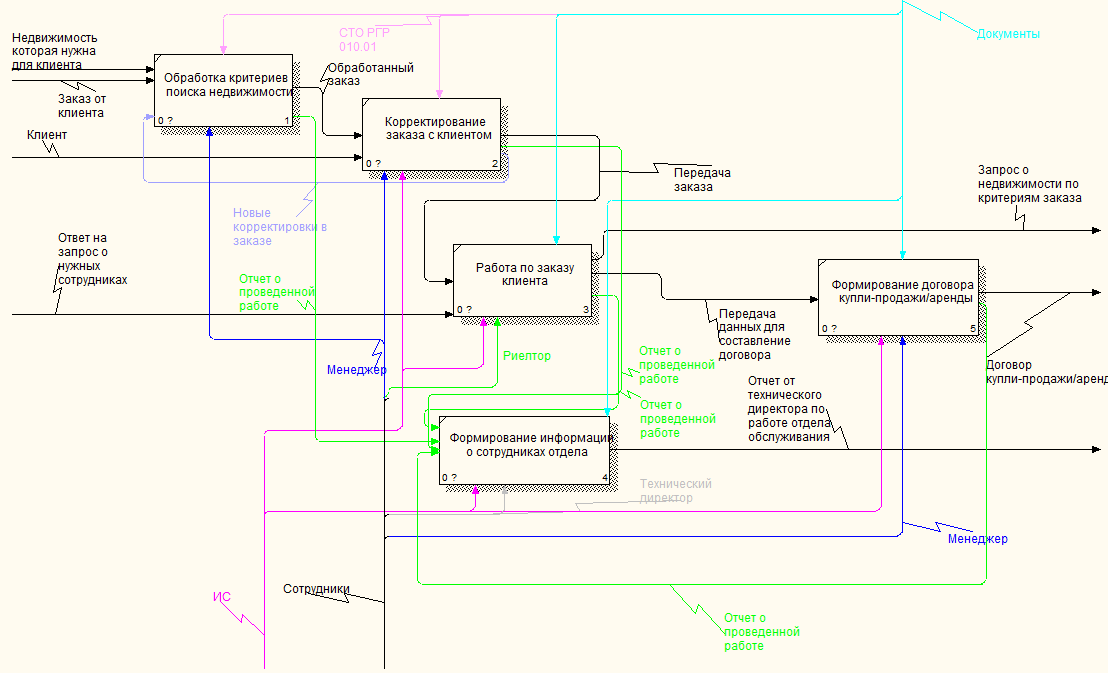 Недвижимость
которая нужна
для клиента
Заказ от
клиента
Клиент
СТО РГР
010.01
Документы
Обработка критериев
поиска недвижимости
0 ?
1
Обработанный
заказ
Корректирование
заказа с клиентом
0 ?
2
Передача
заказа
Запрос о
недвижимости по
критериям заказа
Новые
корректировки в
заказе
Ответ на
запрос о
нужных
сотрудниках
Отчет о
проведенной
работе
Работа по заказу
клиента
0 ?
3
Формирование договора
купли-продажи/аренды
0 ?
5
Передача
данных для
составление
договора
Менеджер
Риелтор
Отчет о
проведенной
работе
Договор
купли-продажи/аренд
Отчет от
технического
директора по
работе отдела
обслуживания
Отчет о
проведенной
работе
Формирование информации
о сотрудниках отдела
0 ?
4
Технический
директор
Менеджер
ИС
Сотрудники
Отчет о
проведенной
работе